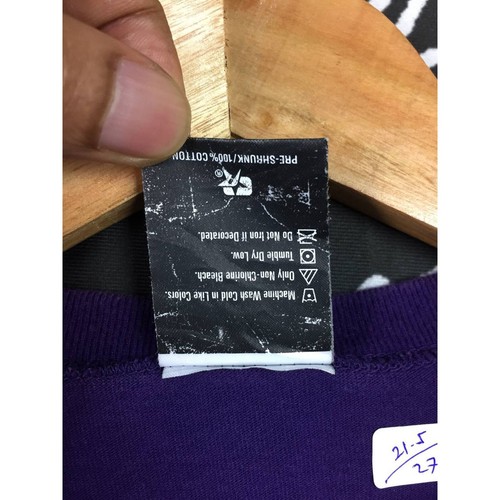 Machine Wash Cold in Like Colors.
Only Non-Chlorine Bleach.
Tumble Dry Low.
Do Not Iron if Decorated.
®
PRE-SHRUNK/100% COTTON
21.5
27